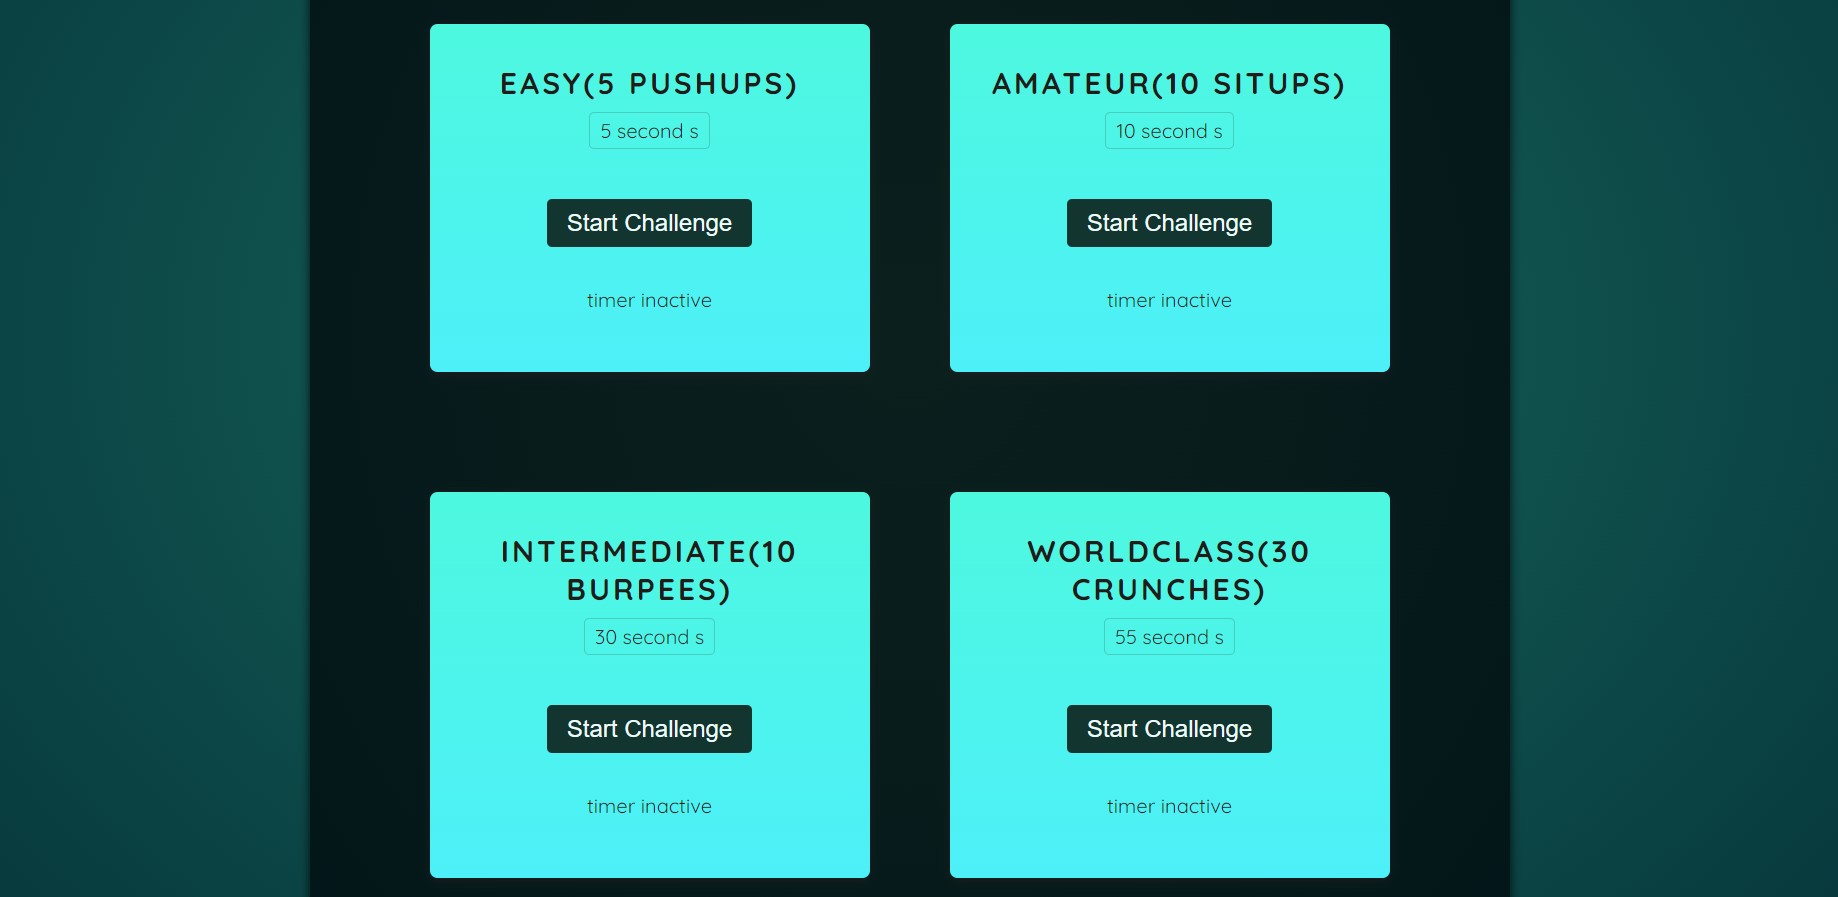 EASY(5 PUSHUPS)
5 second s
Start Challenge
timer inactive
AMATEUR(10 SITUPS)
10 second s
Start Challenge
timer inactive
INTERMEDIATE(10
BURPEES)
30 second s
Start Challenge
timer inactive
WORLDCLASS(30
CRUNCHES)
55 second s
Start Challenge
timer inactive